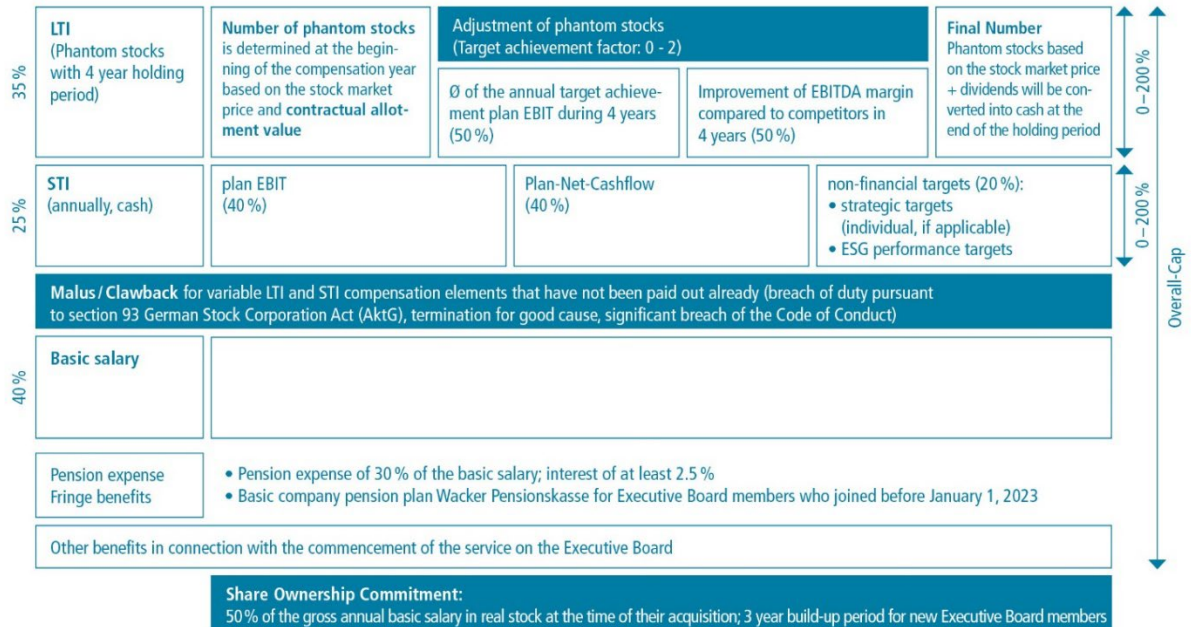 35 %
LTI
(Phantom stocks
with 4 year holding
period)
Number of phantom stocks
is determined at the begin-
ning of the compensation year
based on the stock market
price and contractual allot-
ment value
Adjustment of phantom stocks
(Target achievement factor: 0 - 2)
Ø of the annual target achieve-
ment plan EBIT during 4 years
(50 %)
Improvement of EBITDA margin
compared to competitors in
4 years (50 %)
Final Number
Phantom stocks based
on the stock market price
+ dividends will be con-
verted into cash at the
end of the holding period
0 – 200 %
25 %
STI
(annually, cash)
plan EBIT
(40 %)
Plan-Net-Cashflow
(40 %)
non-financial targets (20 %):
• strategic targets
(individual, if applicable)
• ESG performance targets
0 – 200 %
Malus / Clawback for variable LTI and STI compensation elements that have not been paid out already (breach of duty pursuant
to section 93 German Stock Corporation Act (AktG), termination for good cause, significant breach of the Code of Conduct)
40 %
Basic salary
Pension expense
Fringe benefits
• Pension expense of 30 % of the basic salary; interest of at least 2.5 %
• Basic company pension plan Wacker Pensionskasse for Executive Board members who joined before January 1, 2023
Other benefits in connection with the commencement of the service on the Executive Board
Overall-Cap
Share Ownership Commitment:
50 % of the gross annual basic salary in real stock at the time of their acquisition; 3 year build-up period for new Executive Board members